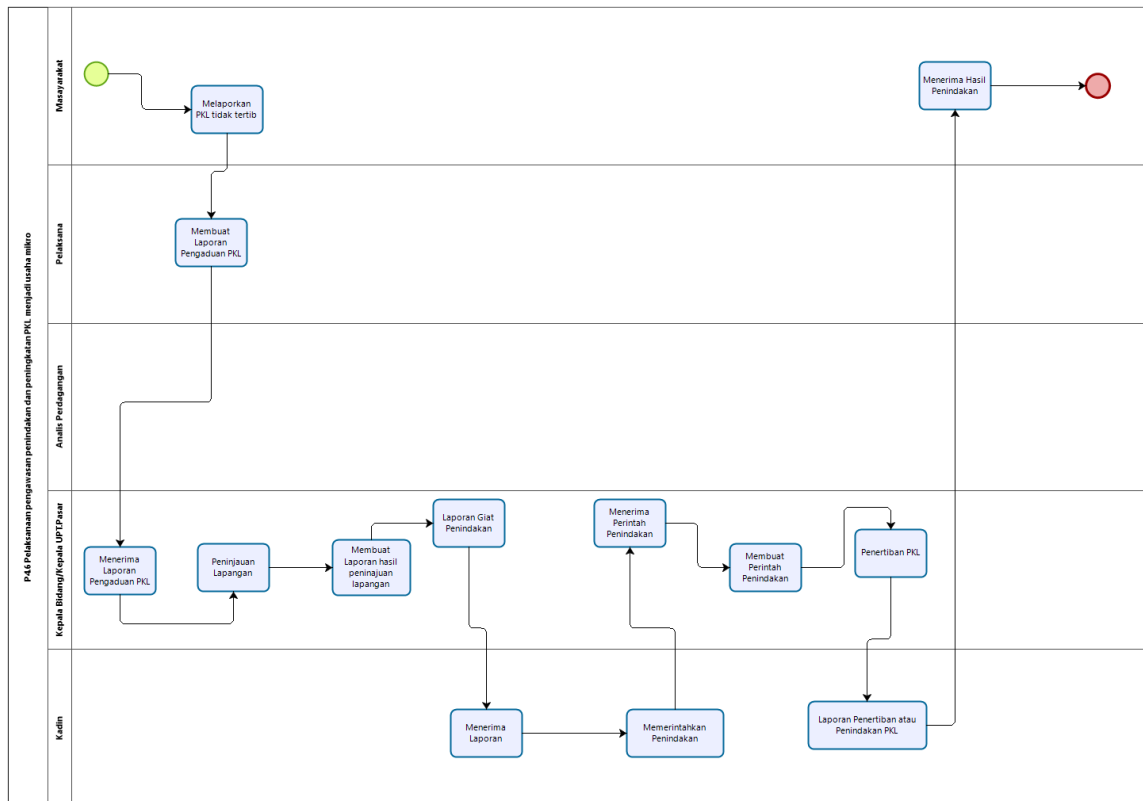 P4.6 Pelaksanaan pengawasan penindakan dan peningkatan PKL menjadi usaha mikro
Masayarakat
Melaporkan
PKL tidak tertib
Menerima Hasil
Penindakan
Pelaksana
Membuat
Laporan
Pengaduan PKL
Analis Perdagangan
Kepala Bidang/Kepala UPT.Pasar
Menerima
Laporan
Pengaduan PKL
Peninjauan
Lapangan
Membuat
Laporan hasil
peninajuan
lapangan
Laporan Giat
Penindakan
Menerima
Perintah
Penindakan
Membuat
Perintah
Penindakan
Penertiban PKL
Kadin
Menerima
Laporan
Memerintahkan
Penindakan
Laporan Penertiban atau
Penindakan PKL